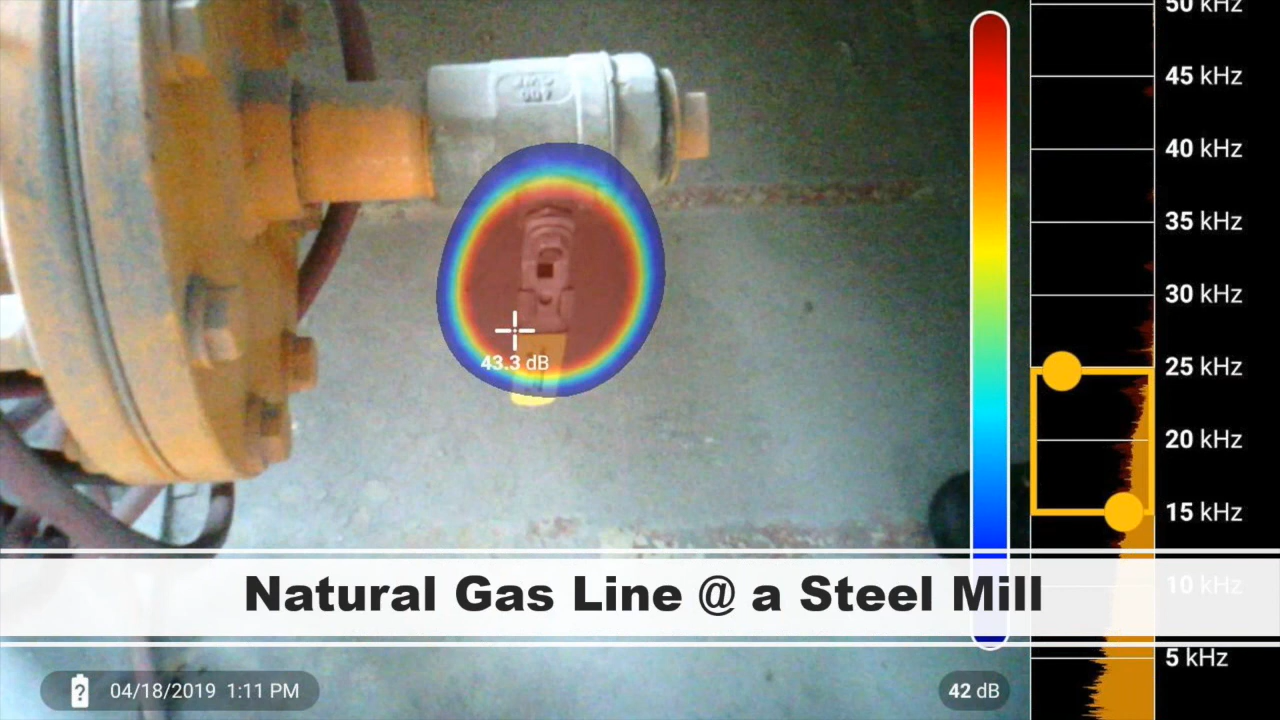 50 kHz
45 kHz
40 kHz
35 kHz
30 kHz
25 kHz
20 kHz
15 kHz
10 kHz
5 kHz
43.3 dB
Natural Gas Line @ a Steel Mill
? 04/18/2019 1:11 PM
42 dB